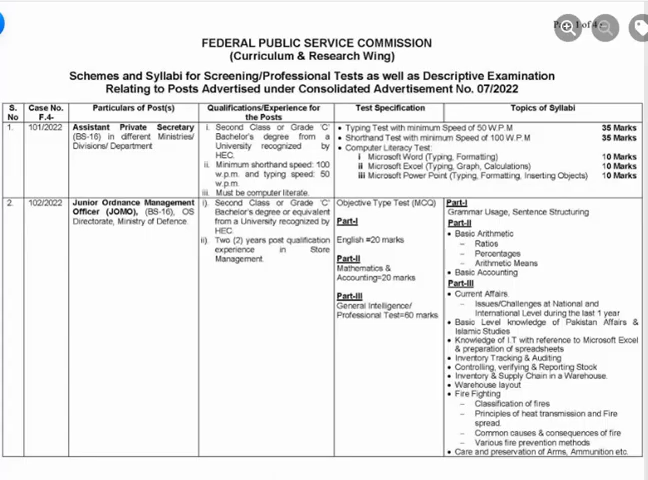 Page 1 of 4
FEDERAL PUBLIC SERVICE COMMISSION
(Curriculum & Research Wing)
Schemes and Syllabi for Screening/Professional Tests as well as Descriptive Examination
Relating to Posts Advertised under Consolidated Advertisement No. 07/2022
S. No
Case No. F.4-
Particulars of Post(s)
Qualifications/Experience for the Posts
Test Specification
Topics of Syllabi
1.
101/2022
Assistant Private Secretary
(BS-16) in different Ministries/
Divisions/ Department
i. Second Class or Grade 'C'
Bachelor's degree from a
University recognized by
HEC.
ii. Minimum shorthand speed: 100
w.p.m. and typing speed: 50
w.p.m.
iii. Must be computer literate.
• Typing Test with minimum Speed of 50 W.P.M 35 Marks
• Shorthand Test with minimum Speed of 100 W.P.M 35 Marks
• Computer Literacy Test:
i Microsoft Word (Typing, Formatting) 10 Marks
ii Microsoft Excel (Typing, Graph, Calculations) 10 Marks
iii Microsoft Power Point (Typing, Formatting, Inserting Objects) 10 Marks
2.
102/2022
Junior Ordnance Management
Officer (JOMO), (BS-16), OS
Directorate, Ministry of Defence.
i). Second Class or Grade 'C'
Bachelor's degree or equivalent
from a University recognized by
HEC.
ii). Two (2) years post qualification
experience in Store
Management.
Objective Type Test (MCQ)
Part-I
English =20 marks
Part-II
Mathematics &
Accounting=20 marks
Part-III
General Intelligence/
Professional Test=60 marks
Part-I
Grammar Usage, Sentence Structuring
Part-II
• Basic Arithmetic
– Ratios
– Percentages
– Arithmetic Means
• Basic Accounting
Part-III
• Current Affairs
– Issues/Challenges at National and
International Level during the last 1 year
• Basic Level knowledge of Pakistan Affairs &
Islamic Studies
• Knowledge of I.T with reference to Microsoft Excel
& preparation of spreadsheets
• Inventory Tracking & Auditing
• Controlling, verifying & Reporting Stock
• Inventory & Supply Chain in a Warehouse.
• Warehouse layout
• Fire Fighting
– Classification of fires
– Principles of heat transmission and Fire
spread.
– Common causes & consequences of fire
– Various fire prevention methods
• Care and preservation of Arms, Ammunition etc.